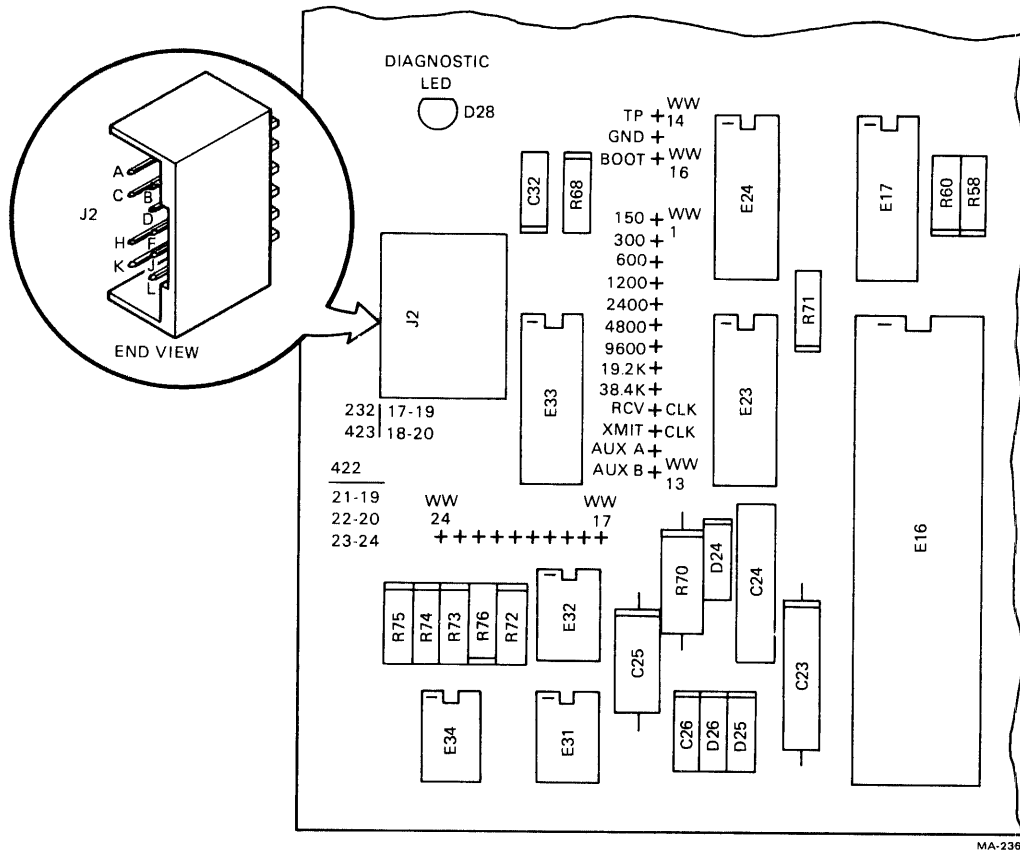 DIAGNOSTIC
LED
D28
A
C
B
J2
D
H
F
K
J
L
END VIEW
TP + WW
14
GND +
BOOT + WW
16
C32
R68
E24
E17
R60
R58
150 + WW
1
300 +
600 +
1200 +
2400 +
4800 +
9600 +
19.2K +
38.4K +
RCV + CLK
XMIT + CLK
AUX A +
AUX B + WW
13
J2
E33
E23
R71
232 | 17-19
423 | 18-20
422
21-19
22-20
23-24
WW
24
WW
17
+ + + + + + + + + +
E16
R70
D24
C24
R75
R74
R73
R76
R72
E32
C25
C23
E34
E31
C26
D26
D25
MA-236